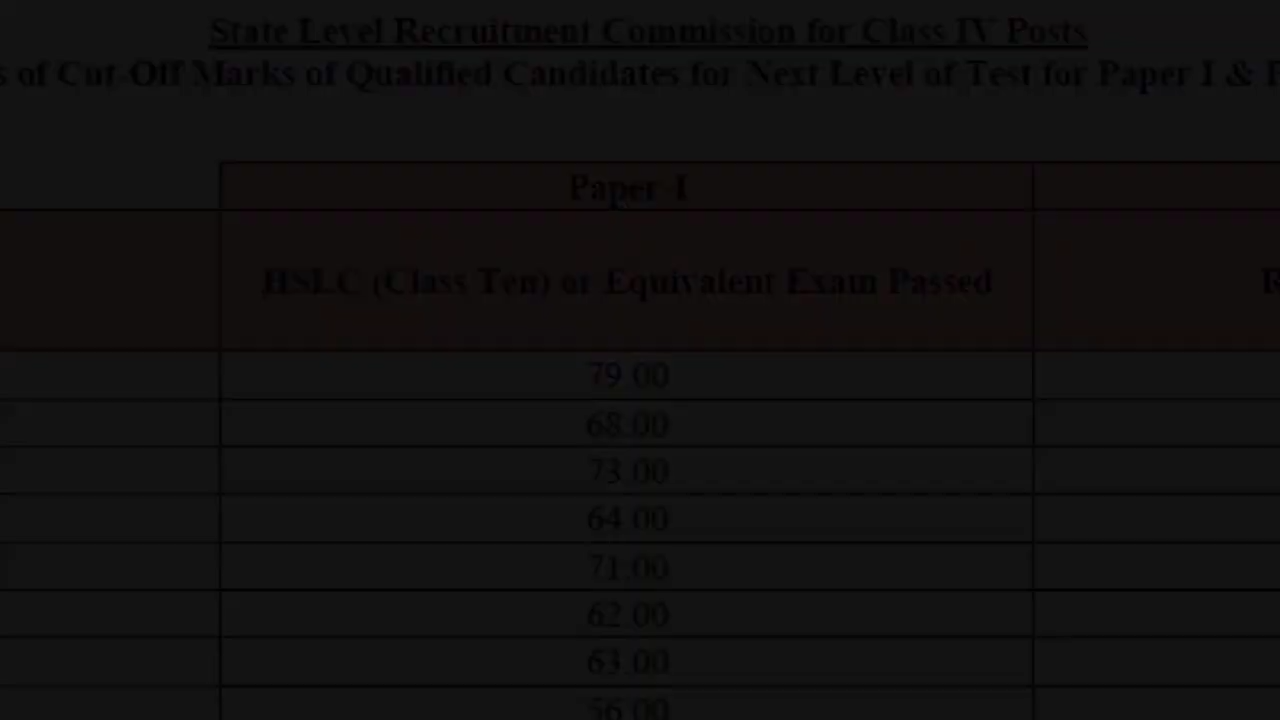 State Level Recruitment Commission for Class IV Posts
s of Cut-Off Marks of Qualified Candidates for Next Level of Test for Paper I &
Paper-I
HSLC (Class Ten) or Equivalent Exam Passed
79.00
68.00
73.00
64.00
71.00
62.00
63.00
56.00